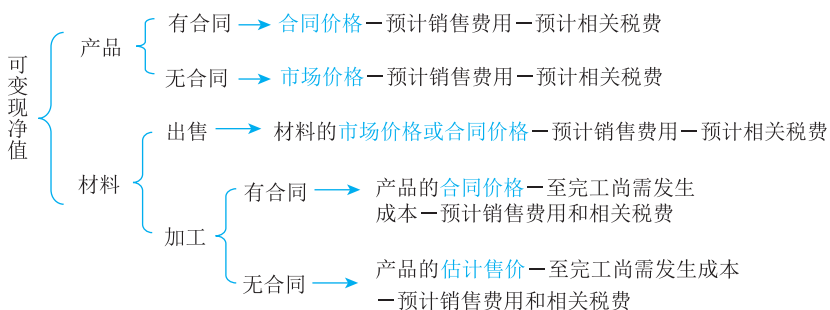 可变现净值
产品
有合同
合同价格－预计销售费用－预计相关税费
无合同
市场价格－预计销售费用－预计相关税费
材料
出售
材料的市场价格或合同价格－预计销售费用－预计相关税费
加工
有合同
产品的合同价格－至完工尚需发生
成本－预计销售费用和相关税费
无合同
产品的估计售价－至完工尚需发生成本
－预计销售费用和相关税费